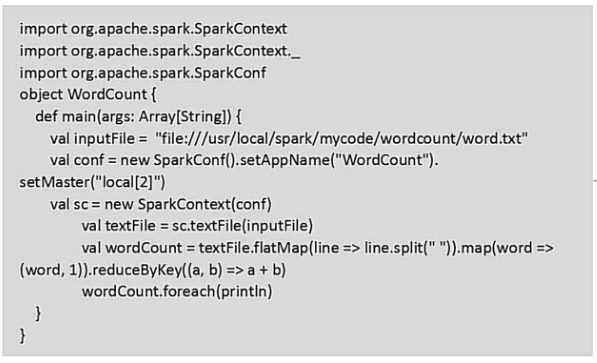 import org.apache.spark.SparkContext
import org.apache.spark.SparkContext._
import org.apache.spark.SparkConf
object WordCount {
  def main(args: Array[String]) {
    val inputFile =  "file:///usr/local/spark/mycode/wordcount/word.txt"
    val conf = new SparkConf().setAppName("WordCount").
setMaster("local[2]")
    val sc = new SparkContext(conf)
        val textFile = sc.textFile(inputFile)
        val wordCount = textFile.flatMap(line => line.split(" ")).map(word =>
(word, 1)).reduceByKey((a, b) => a + b)
        wordCount.foreach(println)
  }
}